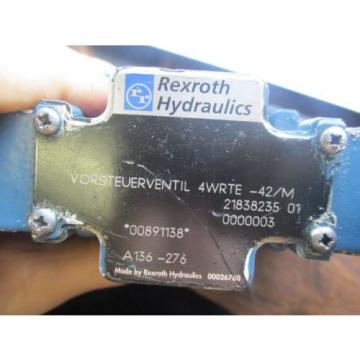 Rexroth
Hydraulics
VORSTEUERVENTIL 4WRTE -42/M
21838235 01
0000003
*00891138*
A136 -276
Made by Rexroth Hydraulics 00026760